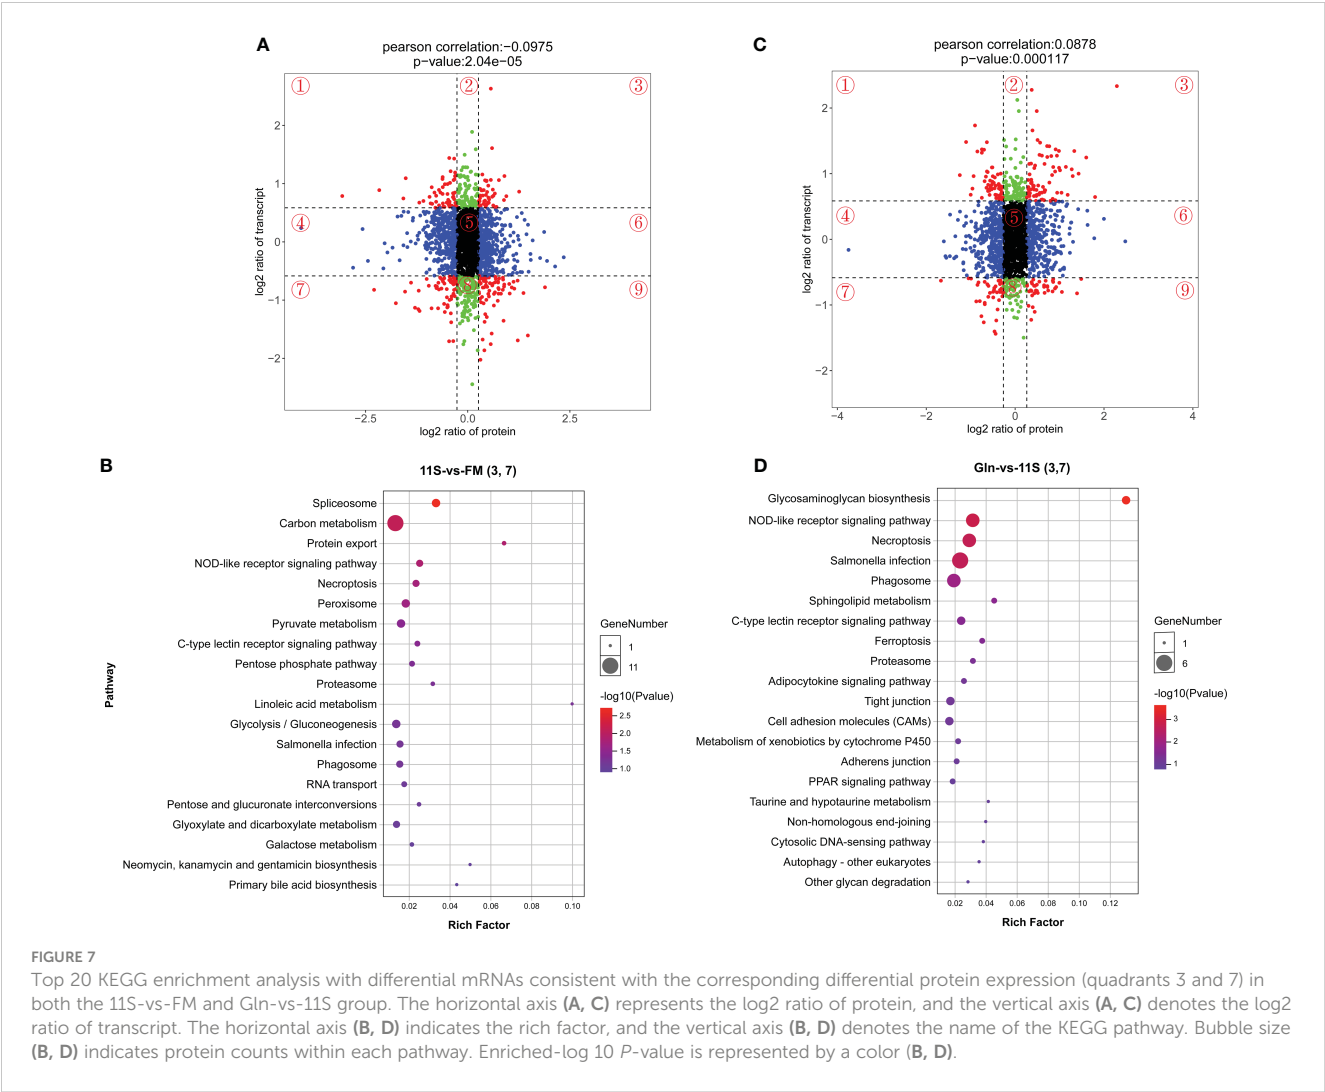 A
pearson correlation:−0.0975
p−value:2.04e−05
① ② ③
④ ⑤ ⑥
⑦ ⑧ ⑨
log2 ratio of transcript
2
1
0
−1
−2
−2.5 0.0 2.5
log2 ratio of protein
C
pearson correlation:0.0878
p−value:0.000117
① ② ③
④ ⑤ ⑥
⑦ ⑧ ⑨
log2 ratio of transcript
2
1
0
−1
−2
−4 −2 0 2 4
log2 ratio of protein
B
11S-vs-FM (3, 7)
Pathway
Spliceosome
Carbon metabolism
Protein export
NOD-like receptor signaling pathway
Necroptosis
Peroxisome
Pyruvate metabolism
C-type lectin receptor signaling pathway
Pentose phosphate pathway
Proteasome
Linoleic acid metabolism
Glycolysis / Gluconeogenesis
Salmonella infection
Phagosome
RNA transport
Pentose and glucuronate interconversions
Glyoxylate and dicarboxylate metabolism
Galactose metabolism
Neomycin, kanamycin and gentamicin biosynthesis
Primary bile acid biosynthesis
0.02 0.04 0.06 0.08 0.10
Rich Factor
GeneNumber
1
11
-log10(Pvalue)
2.5
2.0
1.5
1.0
D
Gln-vs-11S (3,7)
Glycosaminoglycan biosynthesis
NOD-like receptor signaling pathway
Necroptosis
Salmonella infection
Phagosome
Sphingolipid metabolism
C-type lectin receptor signaling pathway
Ferroptosis
Proteasome
Adipocytokine signaling pathway
Tight junction
Cell adhesion molecules (CAMs)
Metabolism of xenobiotics by cytochrome P450
Adherens junction
PPAR signaling pathway
Taurine and hypotaurine metabolism
Non-homologous end-joining
Cytosolic DNA-sensing pathway
Autophagy - other eukaryotes
Other glycan degradation
0.02 0.04 0.06 0.08 0.10 0.12
Rich Factor
GeneNumber
1
6
-log10(Pvalue)
3
2
1
FIGURE 7
Top 20 KEGG enrichment analysis with differential mRNAs consistent with the corresponding differential protein expression (quadrants 3 and 7) in
both the 11S-vs-FM and Gln-vs-11S group. The horizontal axis (A, C) represents the log2 ratio of protein, and the vertical axis (A, C) denotes the log2
ratio of transcript. The horizontal axis (B, D) indicates the rich factor, and the vertical axis (B, D) denotes the name of the KEGG pathway. Bubble size
(B, D) indicates protein counts within each pathway. Enriched-log 10 P-value is represented by a color (B, D).